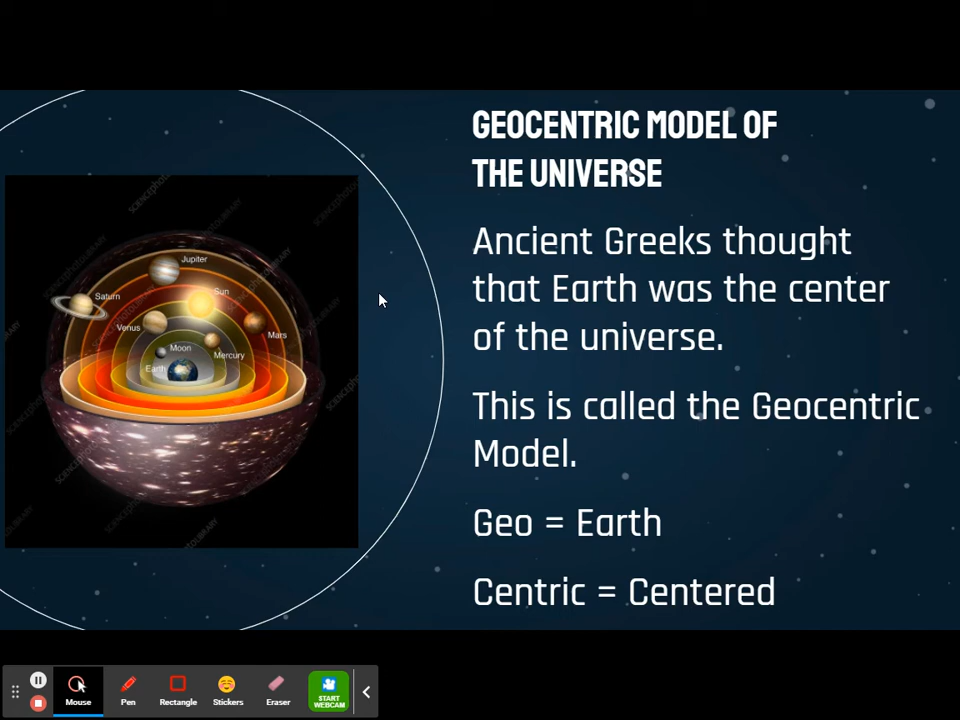 GEOCENTRIC MODEL OF
THE UNIVERSE
Ancient Greeks thought
that Earth was the center
of the universe.
This is called the Geocentric
Model.
Geo = Earth
Centric = Centered
Jupiter
Saturn
Sun
Venus
Mars
Moon
Mercury
Earth
Mouse
Pen
Rectangle
Stickers
Eraser
START
WEBCAM